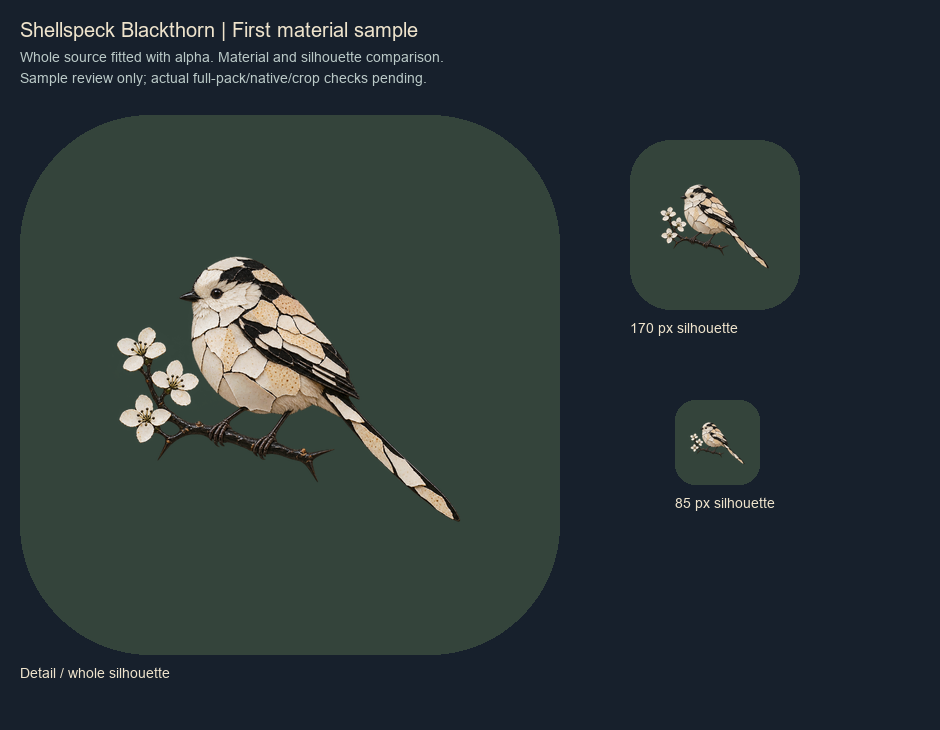 Shellspeck Blackthorn | First material sample
Whole source fitted with alpha. Material and silhouette comparison.
Sample review only; actual full-pack/native/crop checks pending.
170 px silhouette
85 px silhouette
Detail / whole silhouette